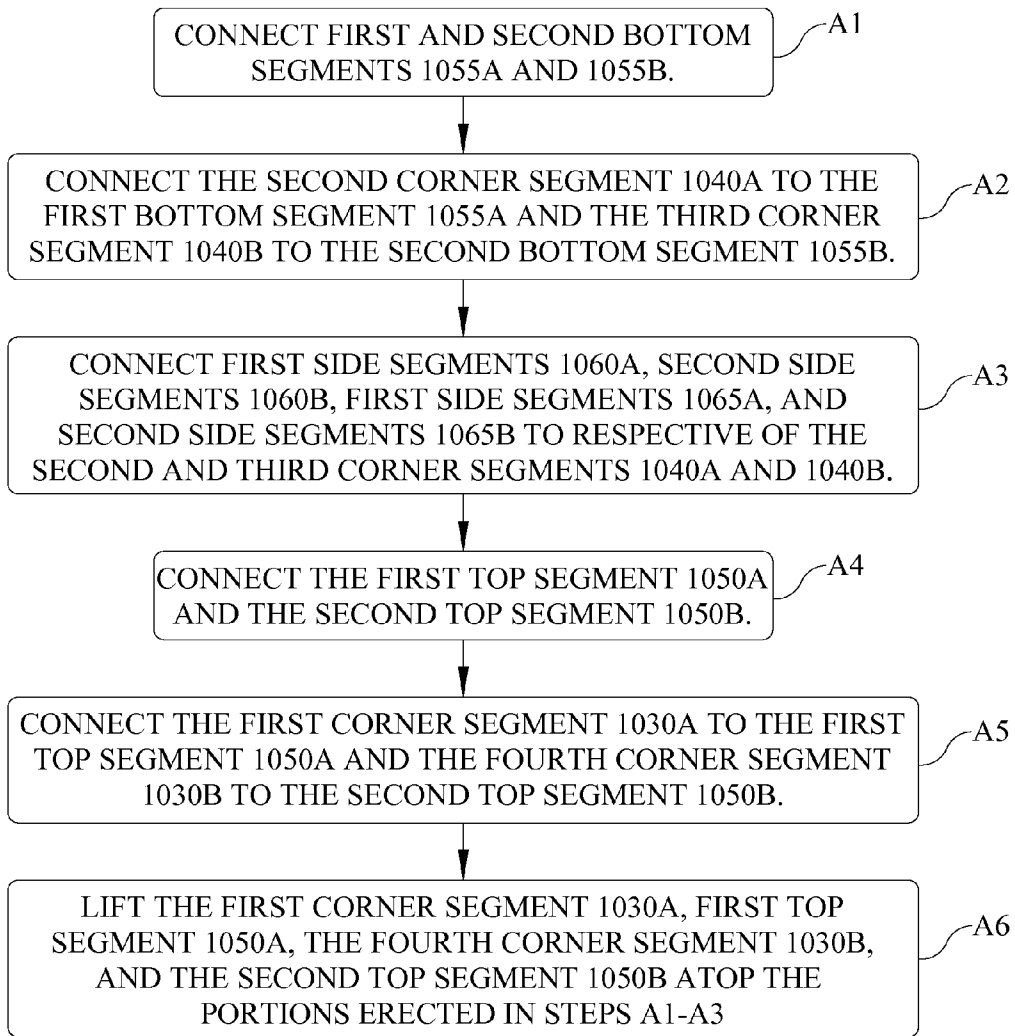 CONNECT FIRST AND SECOND BOTTOM
SEGMENTS 1055A AND 1055B.
A1
CONNECT THE SECOND CORNER SEGMENT 1040A TO THE
FIRST BOTTOM SEGMENT 1055A AND THE THIRD CORNER
SEGMENT 1040B TO THE SECOND BOTTOM SEGMENT 1055B.
A2
CONNECT FIRST SIDE SEGMENTS 1060A, SECOND SIDE
SEGMENTS 1060B, FIRST SIDE SEGMENTS 1065A, AND
SECOND SIDE SEGMENTS 1065B TO RESPECTIVE OF THE
SECOND AND THIRD CORNER SEGMENTS 1040A AND 1040B.
A3
CONNECT THE FIRST TOP SEGMENT 1050A
AND THE SECOND TOP SEGMENT 1050B.
A4
CONNECT THE FIRST CORNER SEGMENT 1030A TO THE FIRST
TOP SEGMENT 1050A AND THE FOURTH CORNER SEGMENT
1030B TO THE SECOND TOP SEGMENT 1050B.
A5
LIFT THE FIRST CORNER SEGMENT 1030A, FIRST TOP
SEGMENT 1050A, THE FOURTH CORNER SEGMENT 1030B,
AND THE SECOND TOP SEGMENT 1050B ATOP THE
PORTIONS ERECTED IN STEPS A1-A3
A6